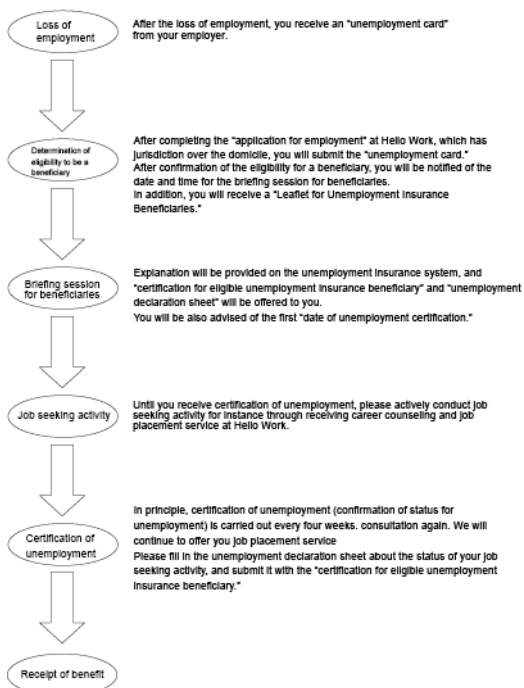 Loss of
employment
After the loss of employment, you receive an "unemployment card"
from your employer.
Determination of
eligibility to be a
beneficiary
After completing the "application for employment" at Hello Work, which has
jurisdiction over the domicile, you will submit the "unemployment card."
After confirmation of the eligibility for a beneficiary, you will be notified of the
date and time for the briefing session for beneficiaries.
In addition, you will receive a "Leaflet for Unemployment Insurance
Beneficiaries."
Briefing session
for beneficiaries
Explanation will be provided on the unemployment insurance system, and
"certification for eligible unemployment insurance beneficiary" and "unemployment
declaration sheet" will be offered to you.
You will be also advised of the first "date of unemployment certification."
Job seeking activity
Until you receive certification of unemployment, please actively conduct job
seeking activity for instance through receiving career counseling and job
placement service at Hello Work.
Certification of
unemployment
In principle, certification of unemployment (confirmation of status for
unemployment) is carried out every four weeks. consultation again. We will
continue to offer you job placement service
Please fill in the unemployment declaration sheet about the status of your job
seeking activity, and submit it with the "certification for eligible unemployment
insurance beneficiary."
Receipt of benefit